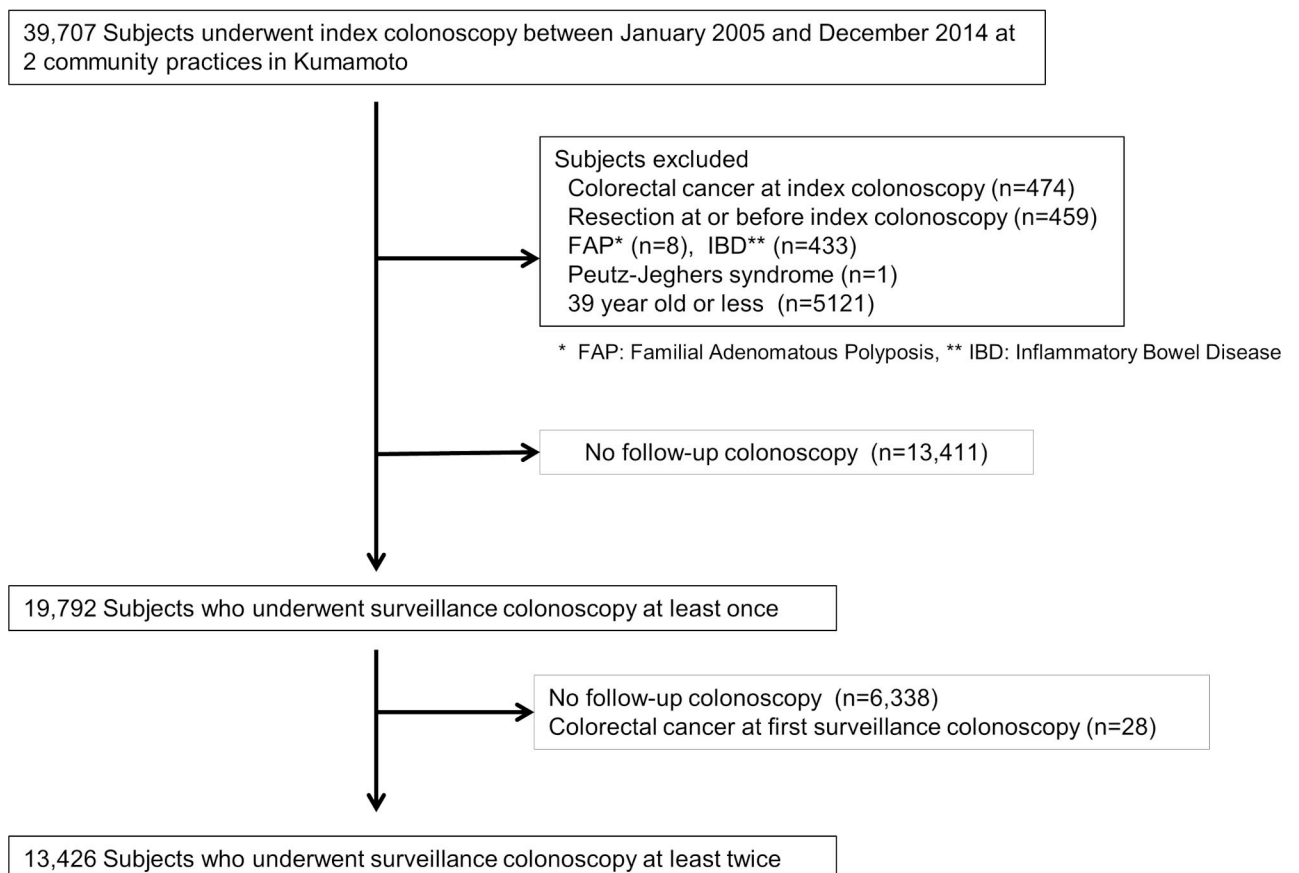 39,707 Subjects underwent index colonoscopy between January 2005 and December 2014 at
2 community practices in Kumamoto
Subjects excluded
Colorectal cancer at index colonoscopy (n=474)
Resection at or before index colonoscopy (n=459)
FAP* (n=8), IBD** (n=433)
Peutz-Jeghers syndrome (n=1)
39 year old or less (n=5121)
* FAP: Familial Adenomatous Polyposis, ** IBD: Inflammatory Bowel Disease
No follow-up colonoscopy (n=13,411)
19,792 Subjects who underwent surveillance colonoscopy at least once
No follow-up colonoscopy (n=6,338)
Colorectal cancer at first surveillance colonoscopy (n=28)
13,426 Subjects who underwent surveillance colonoscopy at least twice